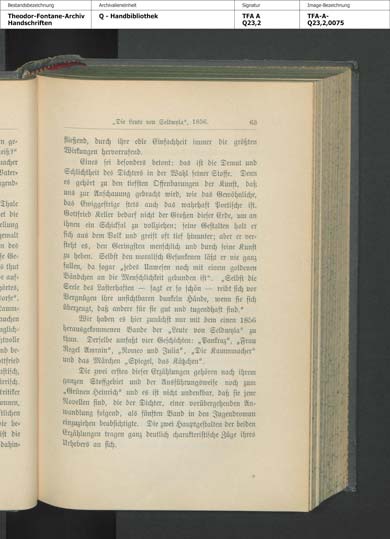 Bestandsbezeichnung
Archivalieneinheit
Signatur
Image-Bezeichnung
Theodor-Fontane-Archiv
Handschriften
Q - Handbibliothek
TFA A
Q23,2
TFA-A-
Q23,2,0075
„Die Leute von Seldwyla“, 1856. 63
fließend, durch ihre edle Einfachheit immer die größten
Wirkungen hervorrufend.
Eines sei besonders betont: das ist die Demut und
Schlichtheit des Dichters in der Wahl seiner Stoffe. Denn
es gehört zu den tiefsten Offenbarungen der Kunst, daß
uns zur Anschauung gebracht wird, wie das Gewöhnliche,
das Ewiggestrige stets auch das wahrhaft Poetische ist.
Gottfried Keller bedarf nicht der Großen dieser Erde, um an
ihnen ein Schicksal zu vollziehen; seine Gestalten holt er
sich aus dem Volk und greift oft tief hinunter; aber er ver-
steht es, den Geringsten menschlich und durch seine Kunst
zu heben. Selbst den moralisch Gesunkenen läßt er nie ganz
fallen, da sogar „jedes Unwesen noch mit einem goldenen
Bändchen an die Menschlichkeit gebunden ist“. „Selbst die
Seele des Lasterhaften — sagt er so schön — reibt sich vor
Vergnügen ihre unsichtbaren dunkeln Hände, wenn sie sich
überzeugt, daß andere für sie gut und tugendhaft sind.“
Wir haben es hier zunächst nur mit dem einen 1856
herausgekommenen Bande der „Leute von Seldwyla“ zu
thun. Derselbe umfaßt vier Geschichten: „Pankraz“, „Frau
Regel Amrain“, „Romeo und Julia“, „Die Kammmacher“
und das Märchen „Spiegel, das Kätzchen“.
Die zwei ersten dieser Erzählungen gehören nach ihrem
ganzen Stoffgebiet und der Ausführungsweise noch zum
„Grünen Heinrich“ und es ist nicht undenkbar, daß sie jene
Novellen sind, die der Dichter, einer vorübergehenden An-
wandlung folgend, als fünften Band in den Jugendroman
einzuziehen beabsichtigte. Die zwei Hauptgestalten der beiden
Erzählungen tragen ganz deutlich charakteristische Züge ihres
Urhebers an sich.